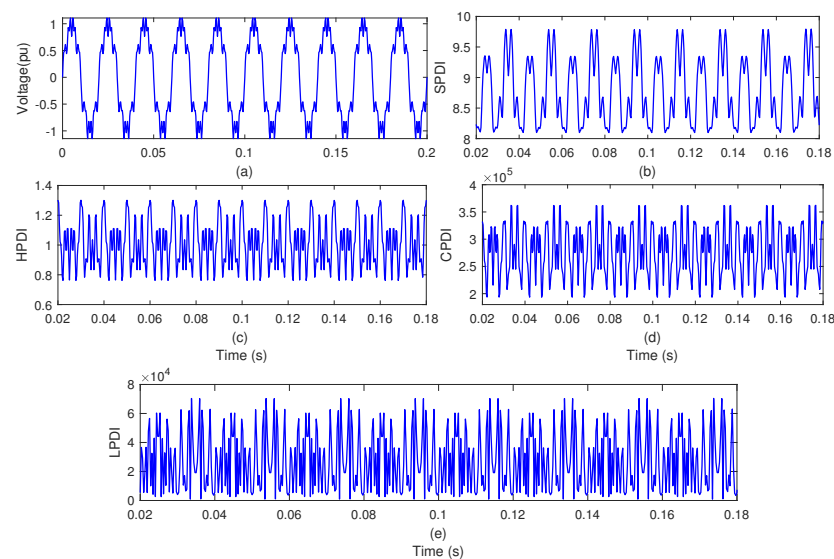 1
0.5
0
-0.5
-1
Voltage(pu)
0 0.05 0.1 0.15 0.2
(a)
10
9.5
9
8.5
8
SPDI
0.02 0.04 0.06 0.08 0.1 0.12 0.14 0.16 0.18
(b)
1.4
1.2
1
0.8
0.6
HPDI
0.02 0.04 0.06 0.08 0.10 0.12 0.14 0.16 0.18
(c)
Time (s)
×10⁵
4
3.5
3
2.5
2
CPDI
0.02 0.04 0.06 0.08 0.1 0.12 0.14 0.16 0.18
(d)
Time (s)
×10⁴
8
6
4
2
0
LPDI
0.02 0.04 0.06 0.08 0.1 0.12 0.14 0.16 0.18
(e)
Time (s)